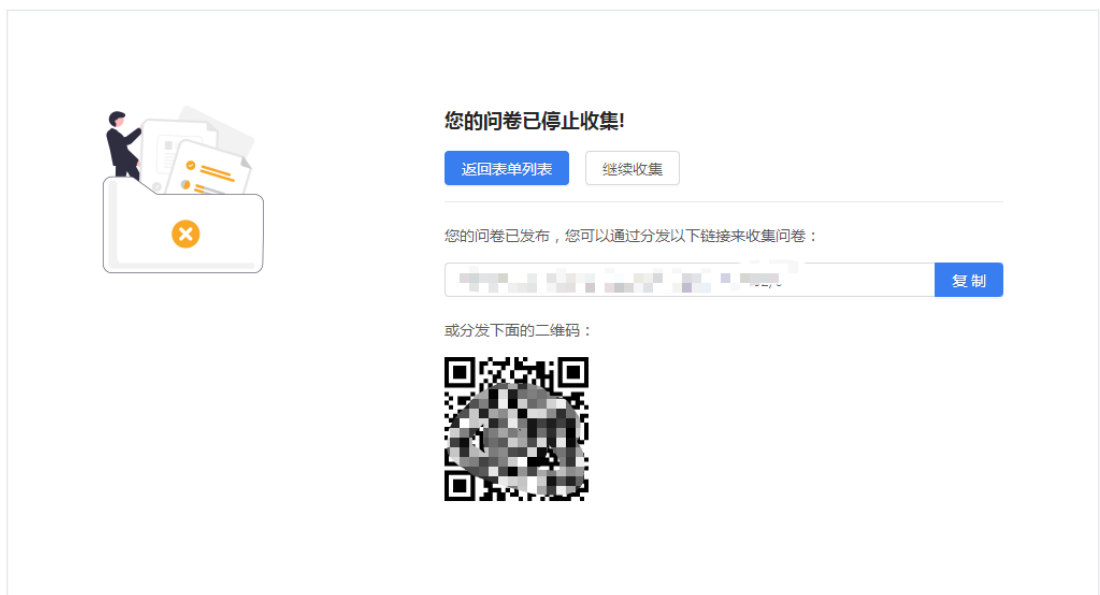 您的问卷已停止收集!
返回表单列表 继续收集
您的问卷已发布，您可以通过分发以下链接来收集问卷：
复制
或分发下面的二维码：